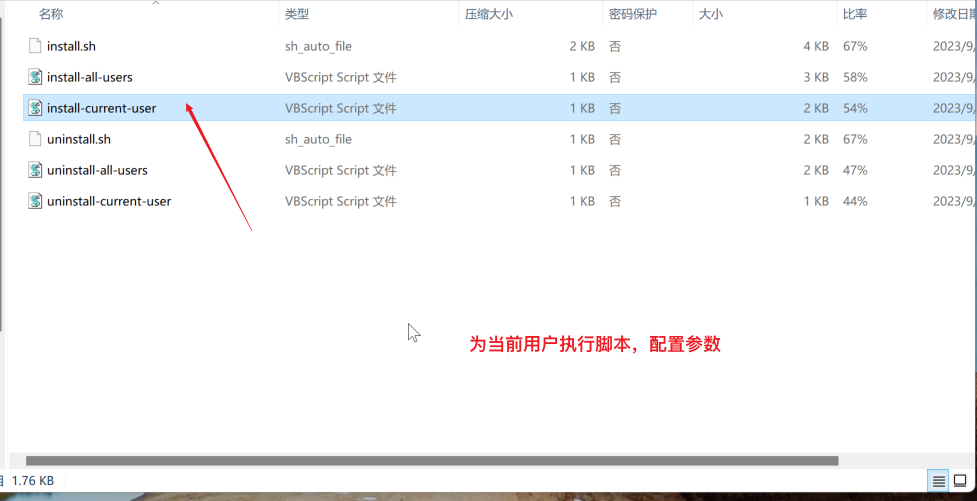 名称 类型 压缩大小 密码保护 大小 比率 修改日期
install.sh sh_auto_file 2 KB 否 4 KB 67% 2023/9/
install-all-users VBScript Script 文件 1 KB 否 3 KB 58% 2023/9/
install-current-user VBScript Script 文件 1 KB 否 2 KB 54% 2023/9/
uninstall.sh sh_auto_file 1 KB 否 2 KB 67% 2023/9/
uninstall-all-users VBScript Script 文件 1 KB 否 2 KB 47% 2023/9/
uninstall-current-user VBScript Script 文件 1 KB 否 1 KB 44% 2023/9/
为当前用户执行脚本，配置参数
1.76 KB